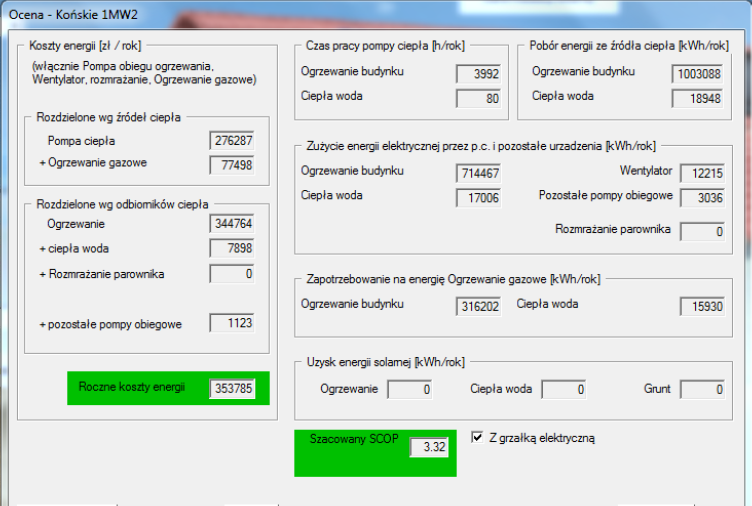 Ocena - Końskie 1MW2
Koszty energii [zł / rok]
(włącznie Pompa obiegu ogrzewania,
Wentylator, rozmrażanie, Ogrzewanie gazowe)
Rozdzielone wg źródeł ciepła
Pompa ciepła 276287
+ Ogrzewanie gazowe 77498
Rozdzielone wg odbiorników ciepła
Ogrzewanie 344764
+ ciepła woda 7898
+ Rozmrażanie parownika 0
+ pozostałe pompy obiegowe 1123
Roczne koszty energii 353785
Czas pracy pompy ciepła [h/rok]
Ogrzewanie budynku 3992
Ciepła woda 80
Pobór energii ze źródła ciepła [kWh/rok]
Ogrzewanie budynku 1003088
Ciepła woda 18948
Zużycie energii elektrycznej przez p.c. i pozostałe urzadzenia [kWh/rok]
Ogrzewanie budynku 714467 Wentylator 12215
Ciepła woda 17006 Pozostałe pompy obiegowe 3036
Rozmrażanie parownika 0
Zapotrzebowanie na energię Ogrzewanie gazowe [kWh/rok]
Ogrzewanie budynku 316202 Ciepła woda 15930
Uzysk energii solarnej [kWh/rok]
Ogrzewanie 0 Ciepła woda 0 Grunt 0
Szacowany SCOP 3.32 Z grzałką elektryczną